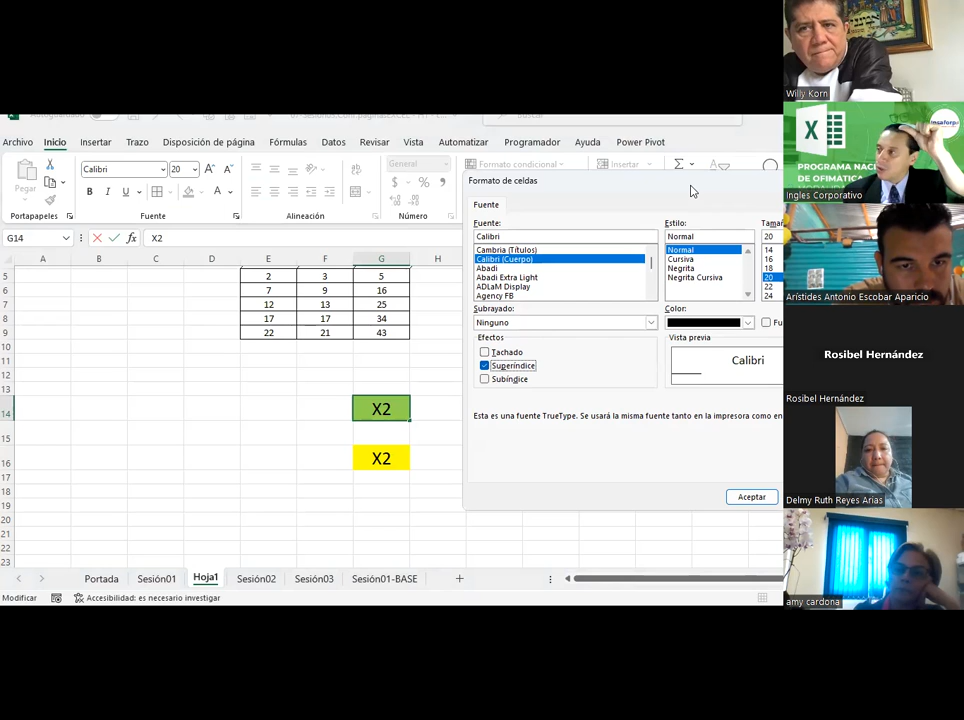 Autoguardado
Buscar
Archivo Inicio Insertar Trazo Disposición de página Fórmulas Datos Revisar Vista Automatizar Programador Ayuda Power Pivot
Pegar
Calibri 20
General
Formato condicional
Insertar
Portapapeles Fuente Alineación Número
G14 X2
A B C D E F G H
5 2 3 5
6 7 9 16
7 12 13 25
8 17 17 34
9 22 21 43
10
11
12
13
14 X2
15
16 X2
17
18
19
20
21
22
23
Formato de celdas
Fuente
Fuente: Estilo:
Calibri Normal 20
Cambria (Títulos) Normal 14
Calibri (Cuerpo) Cursiva 16
Abadi Negrita 18
Abadi Extra Light Negrita Cursiva 20
ADLaM Display 22
Agency FB 24
Subrayado: Color:
Ninguno
Efectos Vista previa
Tachado
Superíndice
Subíndice
Calibri
Esta es una fuente TrueType. Se usará la misma fuente tanto en la impresora como en
Aceptar
Portada Sesión01 Hoja1 Sesión02 Sesión03 Sesión01-BASE
Modificar Accesibilidad: es necesario investigar
Willy Korn
insaforp
PROGRAMA NAC
DE OFIMATICA
Ingles Corporativo
Arístides Antonio Escobar Aparicio
Rosibel Hernández
Rosibel Hernández
Delmy Ruth Reyes Arias
amy cardona